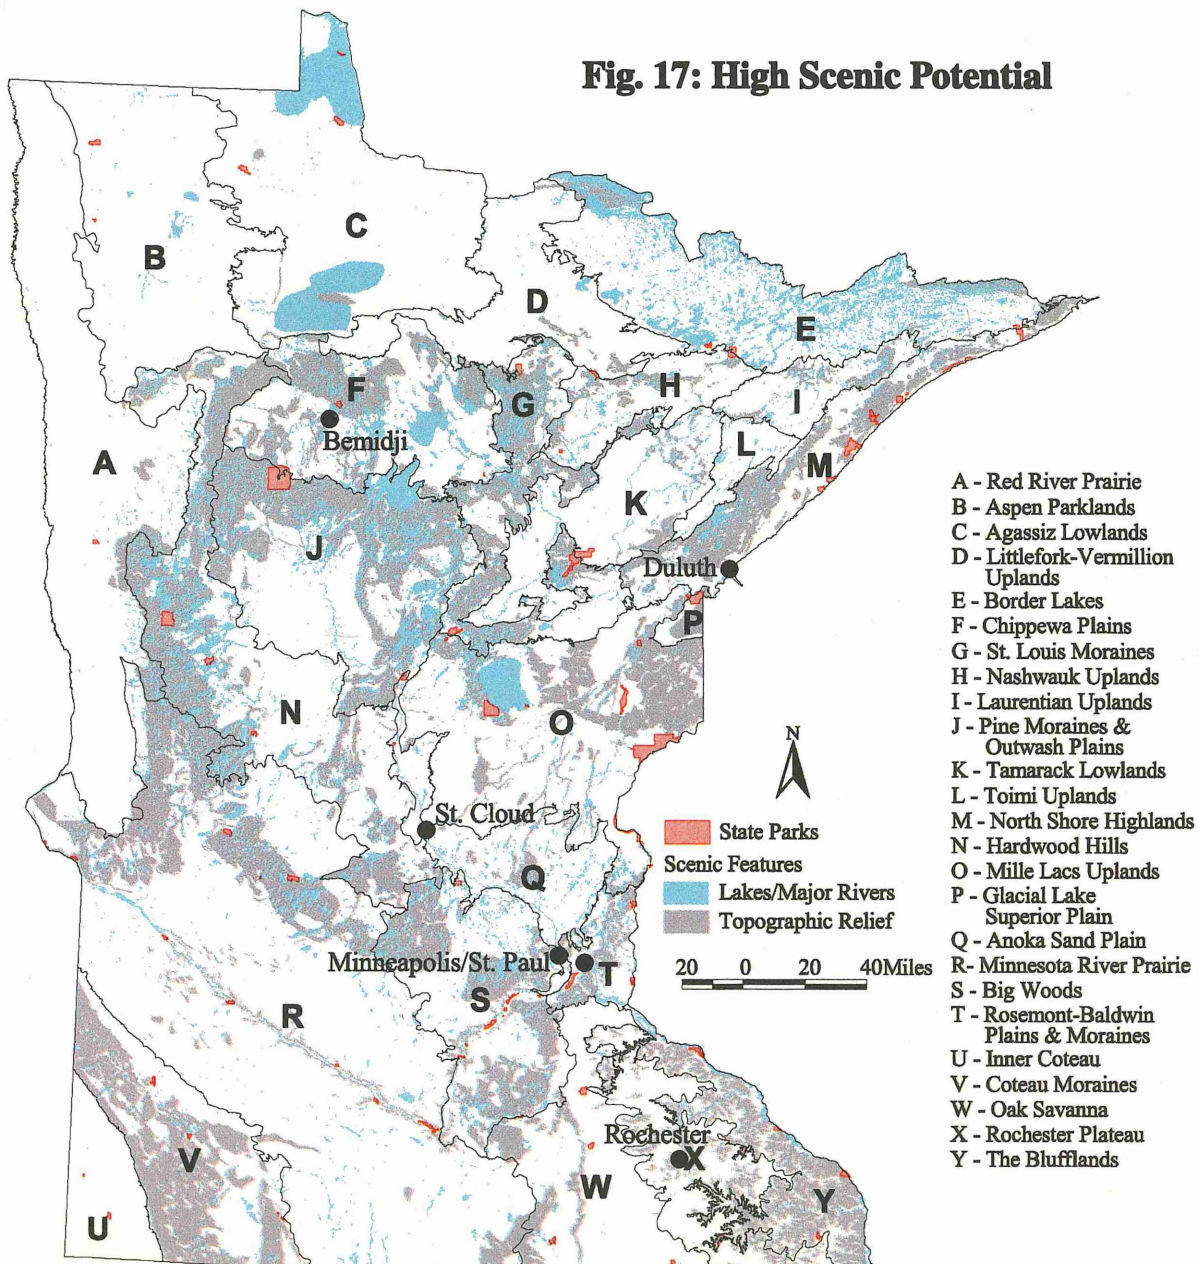 Fig. 17: High Scenic Potential
C
B
D
E
F
H
G
I
Bemidji
L
A
M
K
J
Duluth
P
N
O
St. Cloud
Q
Minneapolis/St. Paul
T
S
R
Rochester
X
V
W
Y
U
N
State Parks
Scenic Features
Lakes/Major Rivers
Topographic Relief
20 0 20 40Miles
A - Red River Prairie
B - Aspen Parklands
C - Agassiz Lowlands
D - Littlefork-Vermillion
Uplands
E - Border Lakes
F - Chippewa Plains
G - St. Louis Moraines
H - Nashwauk Uplands
I - Laurentian Uplands
J - Pine Moraines &
Outwash Plains
K - Tamarack Lowlands
L - Toimi Uplands
M - North Shore Highlands
N - Hardwood Hills
O - Mille Lacs Uplands
P - Glacial Lake
Superior Plain
Q - Anoka Sand Plain
R- Minnesota River Prairie
S - Big Woods
T - Rosemont-Baldwin
Plains & Moraines
U - Inner Coteau
V - Coteau Moraines
W - Oak Savanna
X - Rochester Plateau
Y - The Blufflands